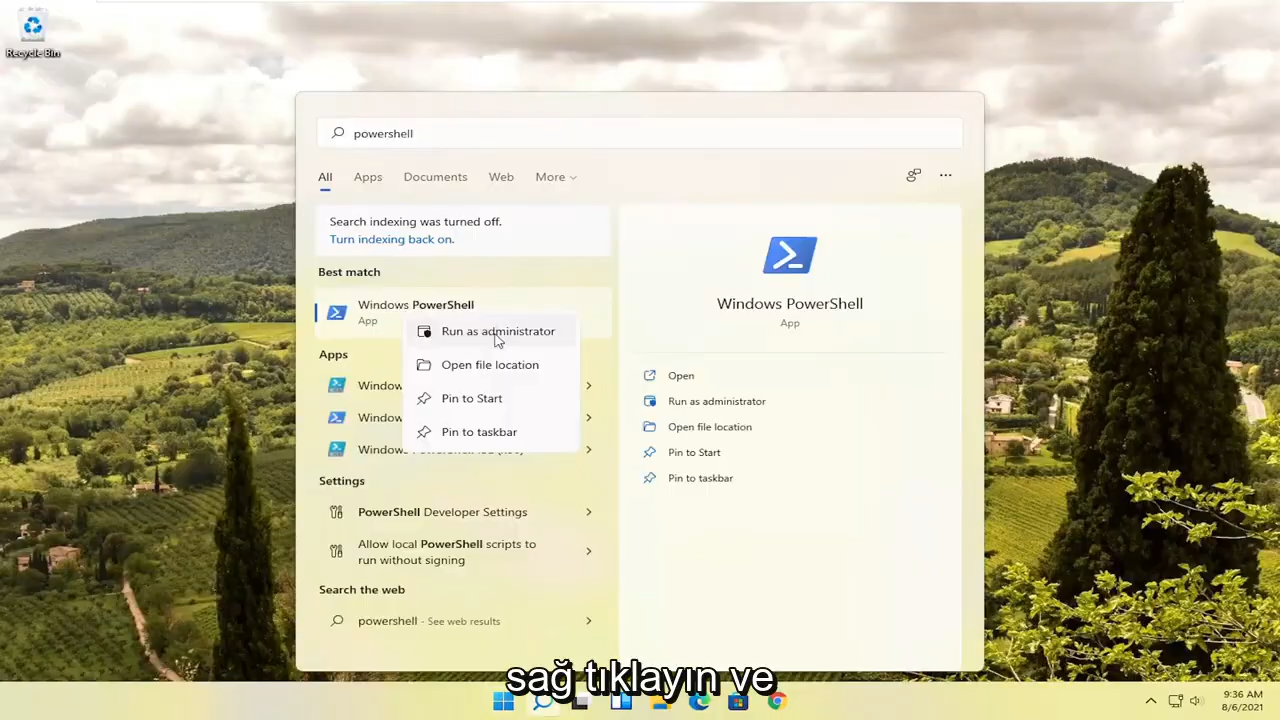 Recycle Bin
powershell
All Apps Documents Web More
Search indexing was turned off.
Turn indexing back on.
Best match
Windows PowerShell
App
Run as administrator
Open file location
Pin to Start
Pin to taskbar
Apps
Window
Window
Window
Settings
PowerShell Developer Settings
Allow local PowerShell scripts to
run without signing
Search the web
powershell - See web results
Windows PowerShell
App
Open
Run as administrator
Open file location
Pin to Start
Pin to taskbar
sağ tıklayın ve
9:36 AM
8/6/2021